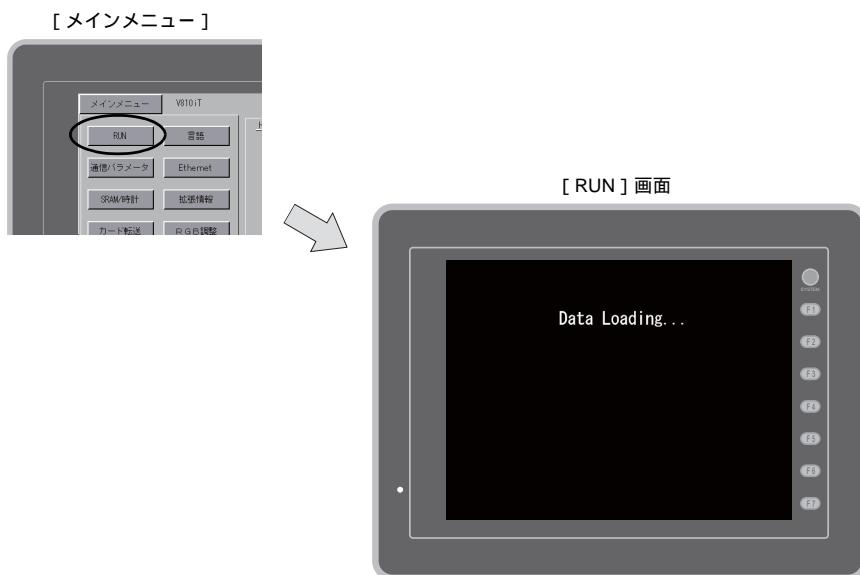 [ メインメニュー ]
メインメニュー V810iT
RUN 言語
通信パラメータ Ethernet
SRAM/時計 拡張情報
カード転送 RGB調整
[ RUN ] 画面
Data Loading...
SYSTEM
F1
F2
F3
F4
F5
F6
F7